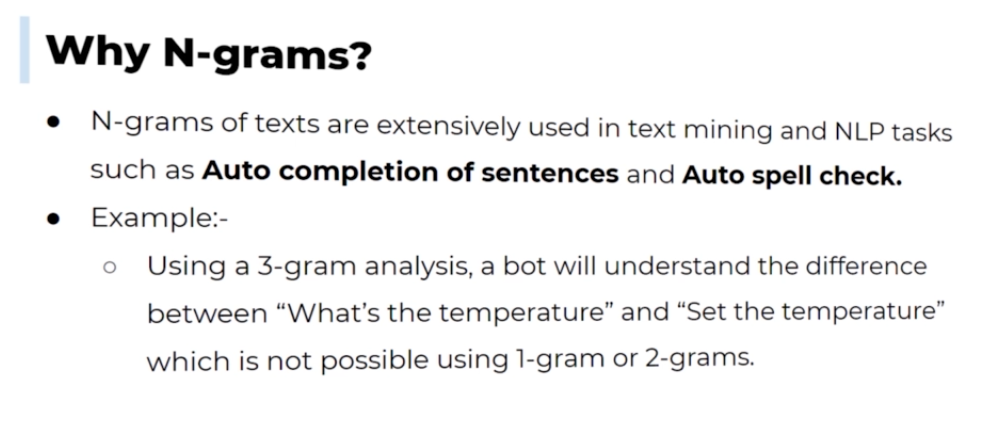 Why N-grams?
● N-grams of texts are extensively used in text mining and NLP tasks
such as Auto completion of sentences and Auto spell check.
● Example:-
○ Using a 3-gram analysis, a bot will understand the difference
between “What’s the temperature” and “Set the temperature”
which is not possible using 1-gram or 2-grams.